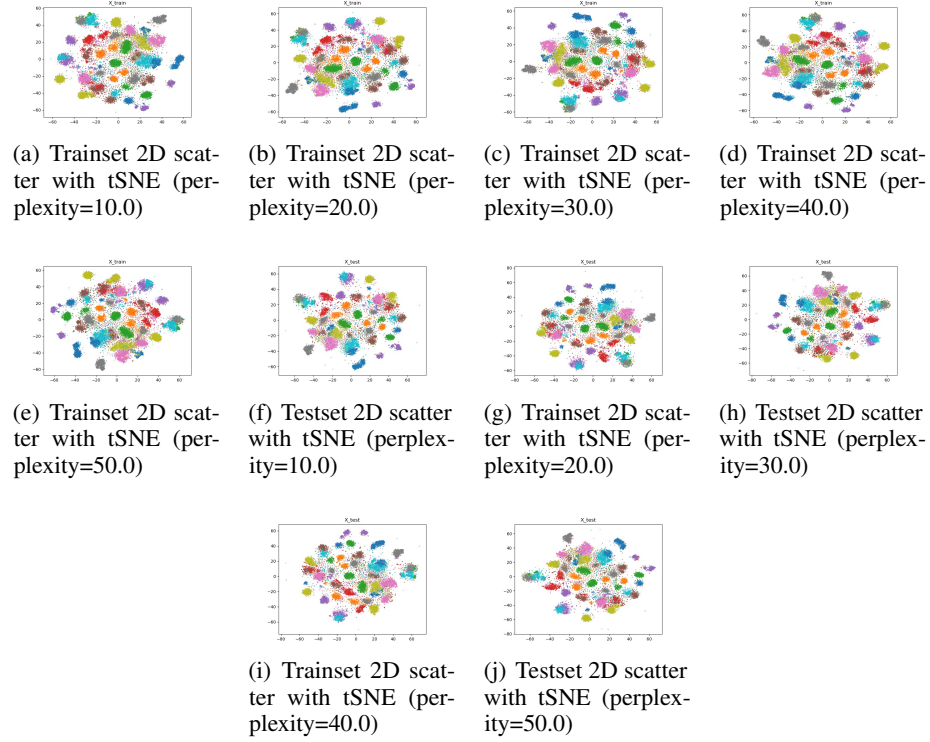 X_train
X_train
X_train
X_train
(a) Trainset 2D scat-
ter with tSNE (per-
plexity=10.0)
(b) Trainset 2D scat-
ter with tSNE (per-
plexity=20.0)
(c) Trainset 2D scat-
ter with tSNE (per-
plexity=30.0)
(d) Trainset 2D scat-
ter with tSNE (per-
plexity=40.0)
X_train
X_test
X_test
X_test
(e) Trainset 2D scat-
ter with tSNE (per-
plexity=50.0)
(f) Testset 2D scatter
with tSNE (perplex-
ity=10.0)
(g) Trainset 2D scat-
ter with tSNE (per-
plexity=20.0)
(h) Testset 2D scatter
with tSNE (perplex-
ity=30.0)
X_test
X_test
(i) Trainset 2D scat-
ter with tSNE (per-
plexity=40.0)
(j) Testset 2D scatter
with tSNE (perplex-
ity=50.0)